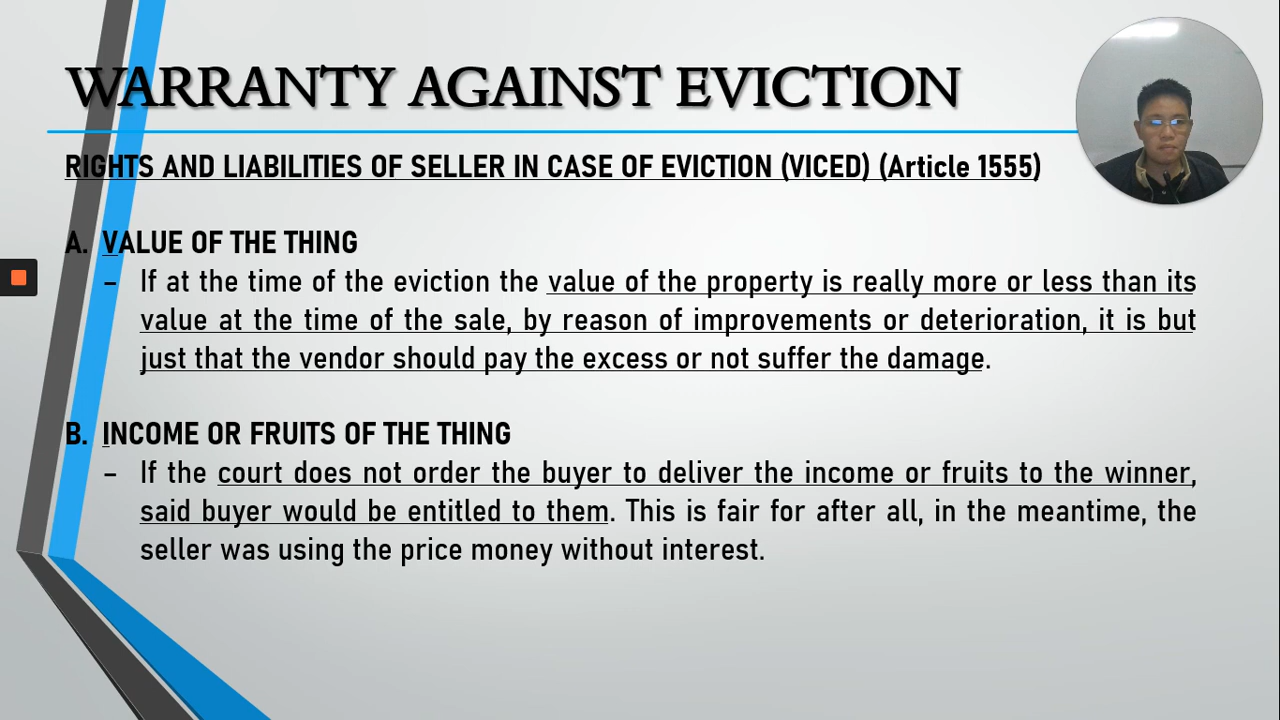 WARRANTY AGAINST EVICTION
RIGHTS AND LIABILITIES OF SELLER IN CASE OF EVICTION (VICED) (Article 1555)
A. VALUE OF THE THING
– If at the time of the eviction the value of the property is really more or less than its
value at the time of the sale, by reason of improvements or deterioration, it is but
just that the vendor should pay the excess or not suffer the damage.
B. INCOME OR FRUITS OF THE THING
– If the court does not order the buyer to deliver the income or fruits to the winner,
said buyer would be entitled to them. This is fair for after all, in the meantime, the
seller was using the price money without interest.